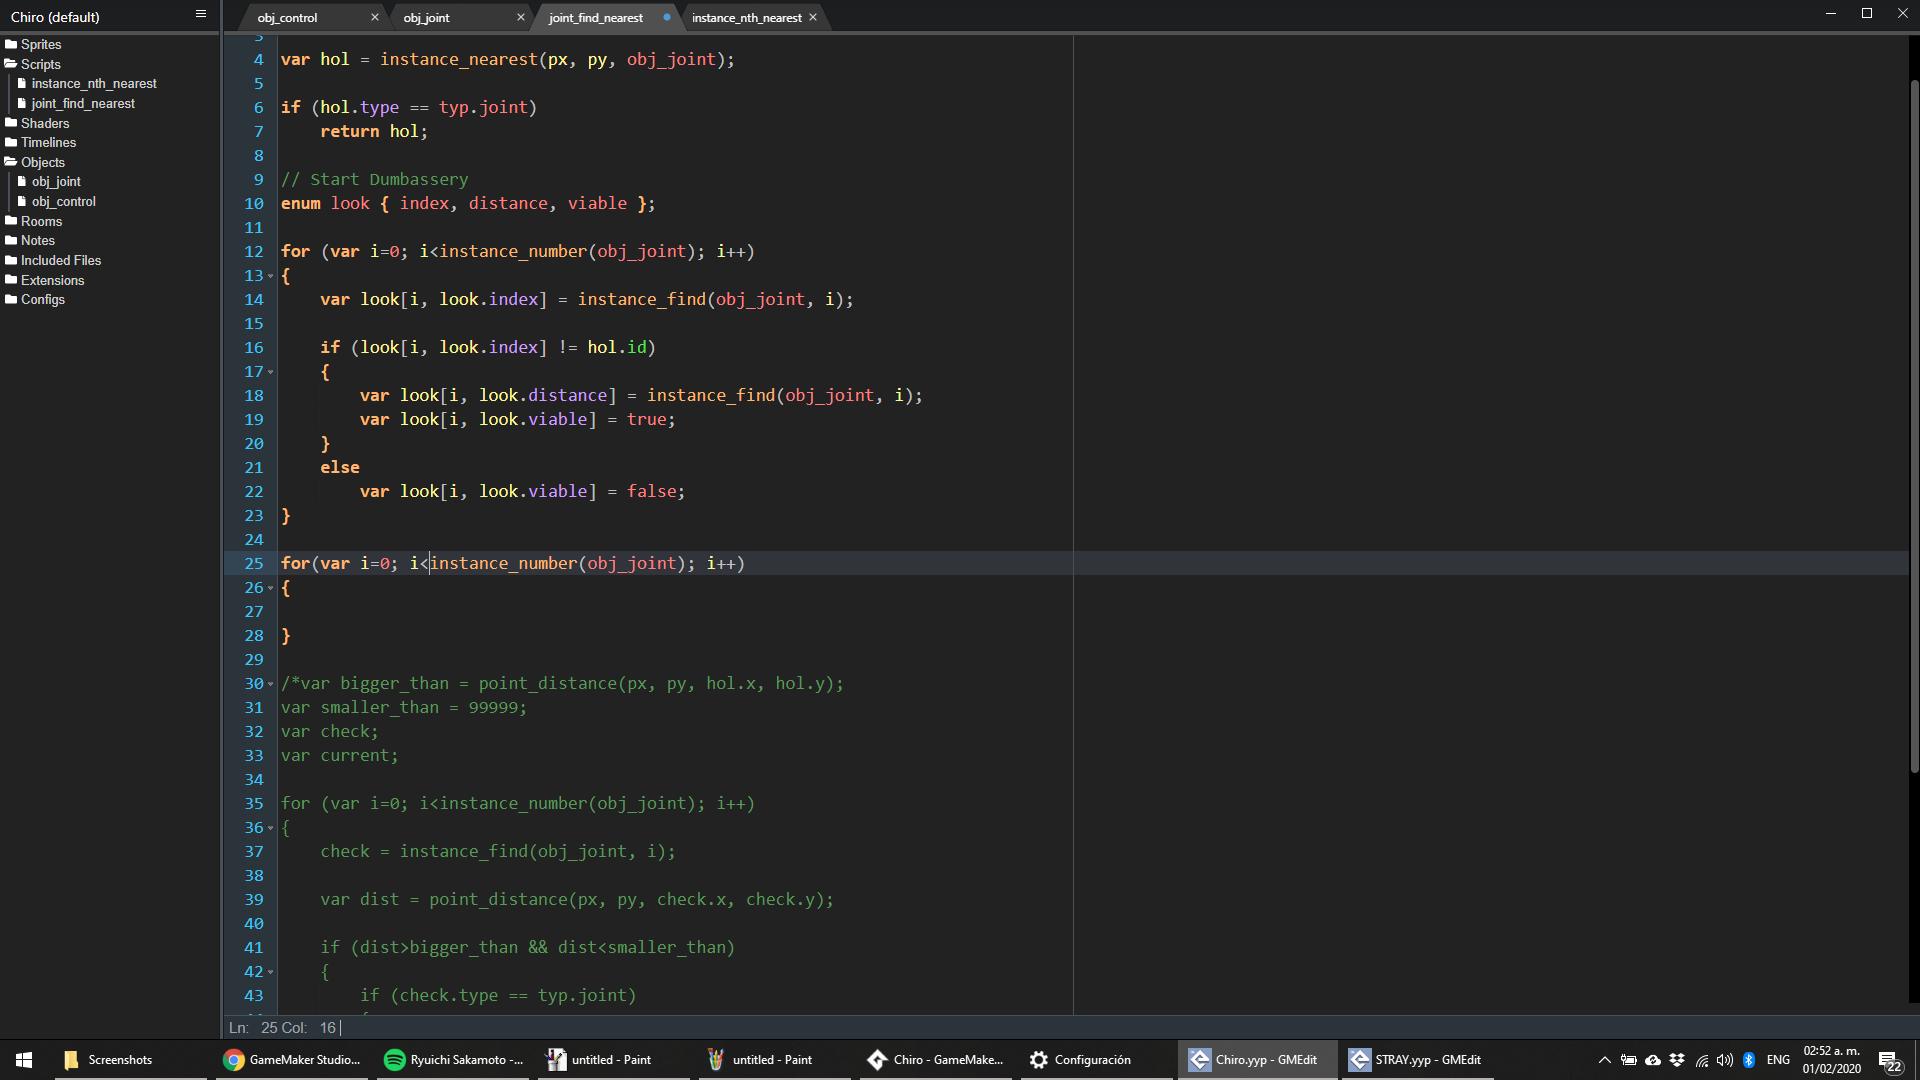 Chiro (default)
obj_control
obj_joint
joint_find_nearest
instance_nth_nearest
Sprites
Scripts
instance_nth_nearest
joint_find_nearest
Shaders
Timelines
Objects
obj_joint
obj_control
Rooms
Notes
Included Files
Extensions
Configs
3
4 var hol = instance_nearest(px, py, obj_joint);
5
6 if (hol.type == typ.joint)
7 return hol;
8
9 // Start Dumbassery
10 enum look { index, distance, viable };
11
12 for (var i=0; i<instance_number(obj_joint); i++)
13 {
14 var look[i, look.index] = instance_find(obj_joint, i);
15
16 if (look[i, look.index] != hol.id)
17 {
18 var look[i, look.distance] = instance_find(obj_joint, i);
19 var look[i, look.viable] = true;
20 }
21 else
22 var look[i, look.viable] = false;
23 }
24
25 for(var i=0; i<instance_number(obj_joint); i++)
26 {
27
28 }
29
30 /*var bigger_than = point_distance(px, py, hol.x, hol.y);
31 var smaller_than = 99999;
32 var check;
33 var current;
34
35 for (var i=0; i<instance_number(obj_joint); i++)
36 {
37 check = instance_find(obj_joint, i);
38
39 var dist = point_distance(px, py, check.x, check.y);
40
41 if (dist>bigger_than && dist<smaller_than)
42 {
43 if (check.type == typ.joint)
Ln: 25 Col: 16
Screenshots
GameMaker Studio...
Ryuichi Sakamoto -...
untitled - Paint
untitled - Paint
Chiro - GameMake...
Configuración
Chiro.yyp - GMEdit
STRAY.yyp - GMEdit
ENG
02:52 a. m.
01/02/2020
22